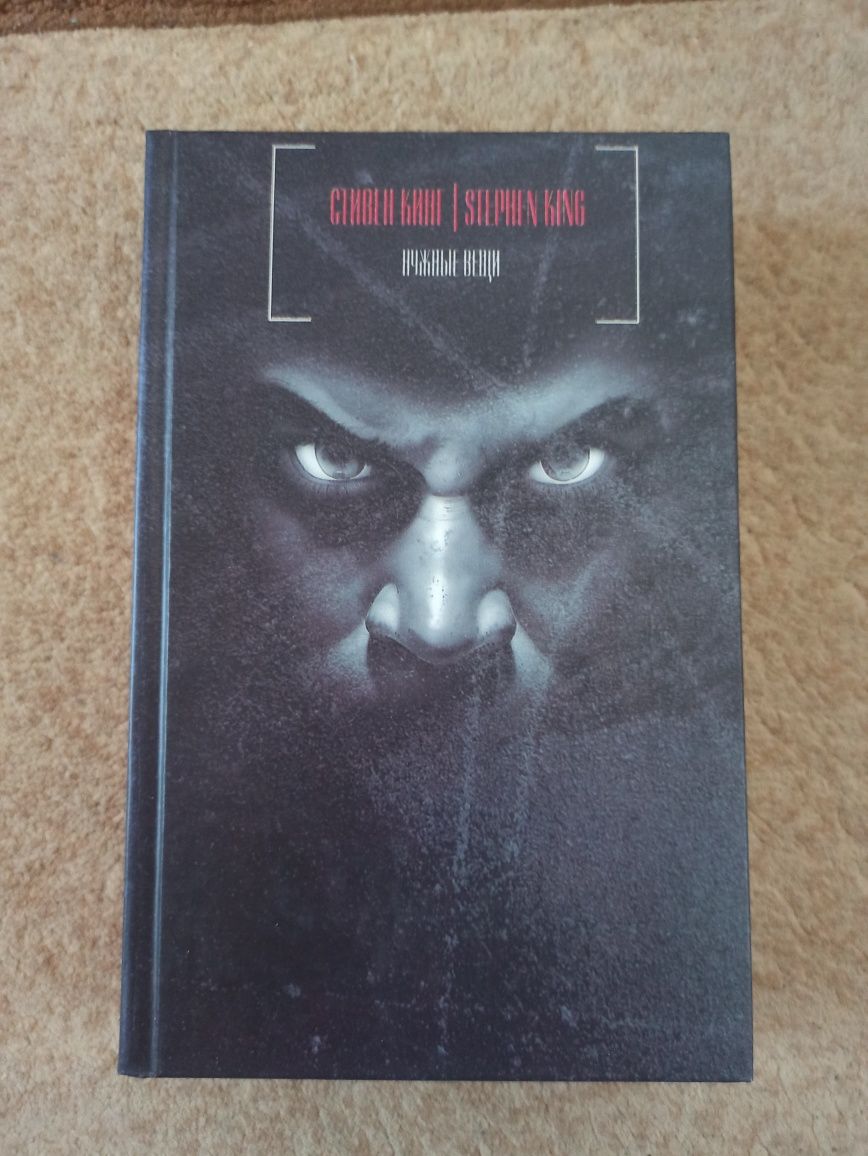 СТИВЕН КИНГ | STEPHEN KING
НУЖНЫЕ ВЕЩИ